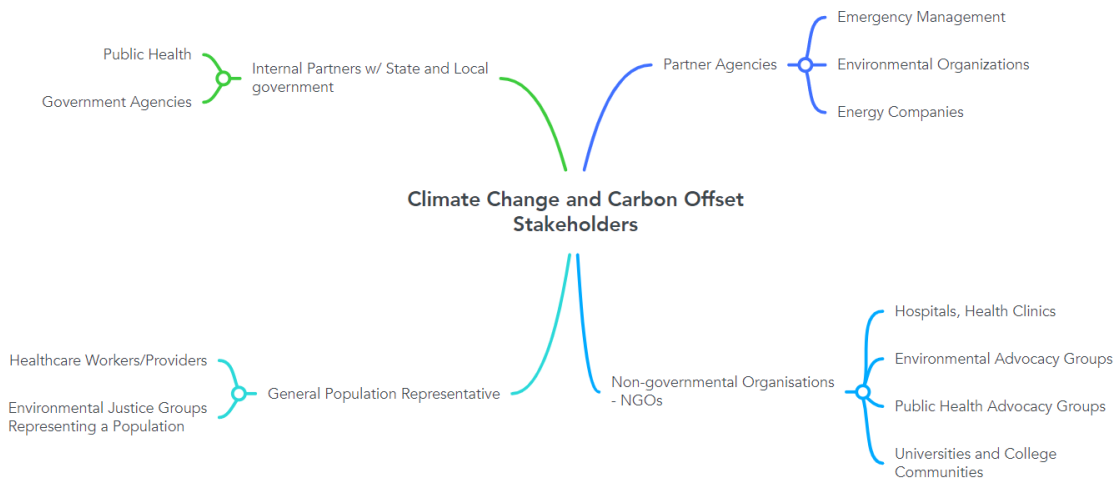 Climate Change and Carbon Offset
Stakeholders
Partner Agencies
Emergency Management
Environmental Organizations
Energy Companies
Non-governmental Organisations
- NGOs
Hospitals, Health Clinics
Environmental Advocacy Groups
Public Health Advocacy Groups
Universities and College
Communities
General Population Representative
Healthcare Workers/Providers
Environmental Justice Groups
Representing a Population
Internal Partners w/ State and Local
government
Public Health
Government Agencies